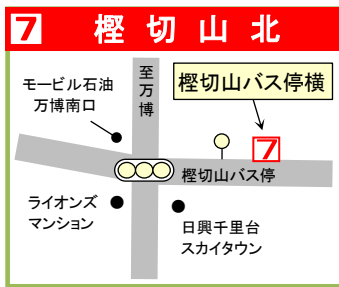 7 樫切山北
至万博
モービル石油
万博南口
樫切山バス停横
7
樫切山バス停
ライオンズ
マンション
日興千里台
スカイタウン